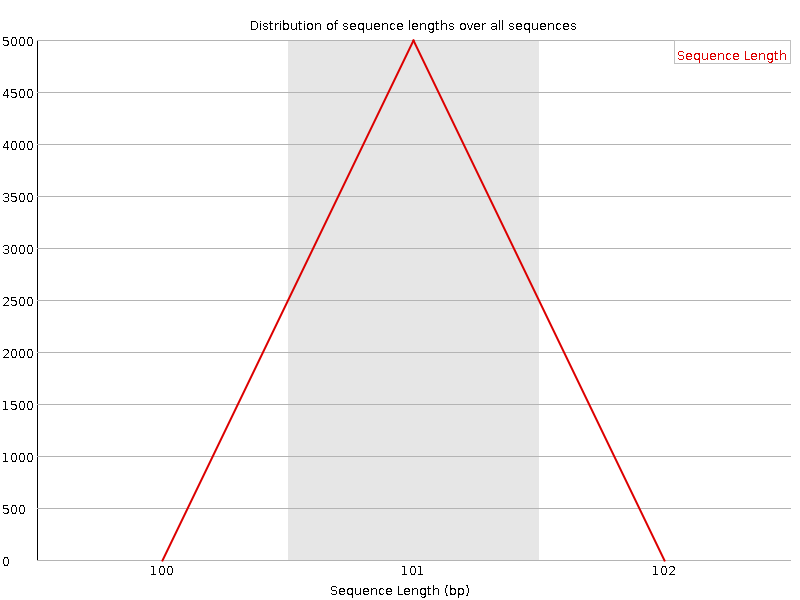 Distribution of sequence lengths over all sequences
Sequence Length
5000
4500
4000
3500
3000
2500
2000
1500
1000
500
0
100 101 102
Sequence Length (bp)